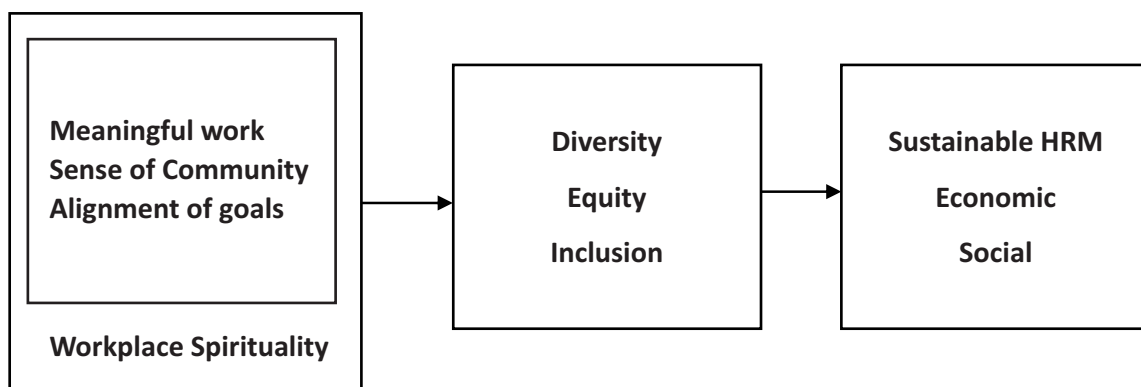 Meaningful work
Sense of Community
Alignment of goals
Workplace Spirituality
Diversity
Equity
Inclusion
Sustainable HRM
Economic
Social